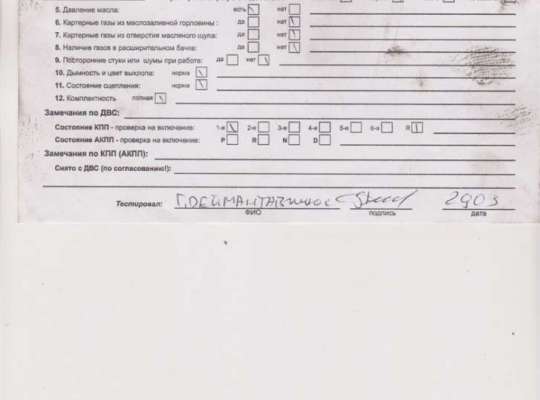 5. Давление масла: есть нет
6. Картерные газы из маслозаливной горловины : да нет
7. Картерные газы из отверстия масляного щупа: да нет
8. Наличие газов в расширительном бачке: да нет
9. Посторонние стуки или шумы при работе: да нет
10. Дымность и цвет выхлопа: норма
11. Состояние сцепления: норма
12. Комплектность полная
Замечания по ДВС:
Состояние КПП - проверка на включение: 1-я 2-я 3-я 4-я 5-я 6-я R
Состояние АКПП - проверка на включение: P R N D
Замечания по КПП (АКПП):
Снято с ДВС (по согласованию!):
Тестировал: 2903
ФИО подпись дата